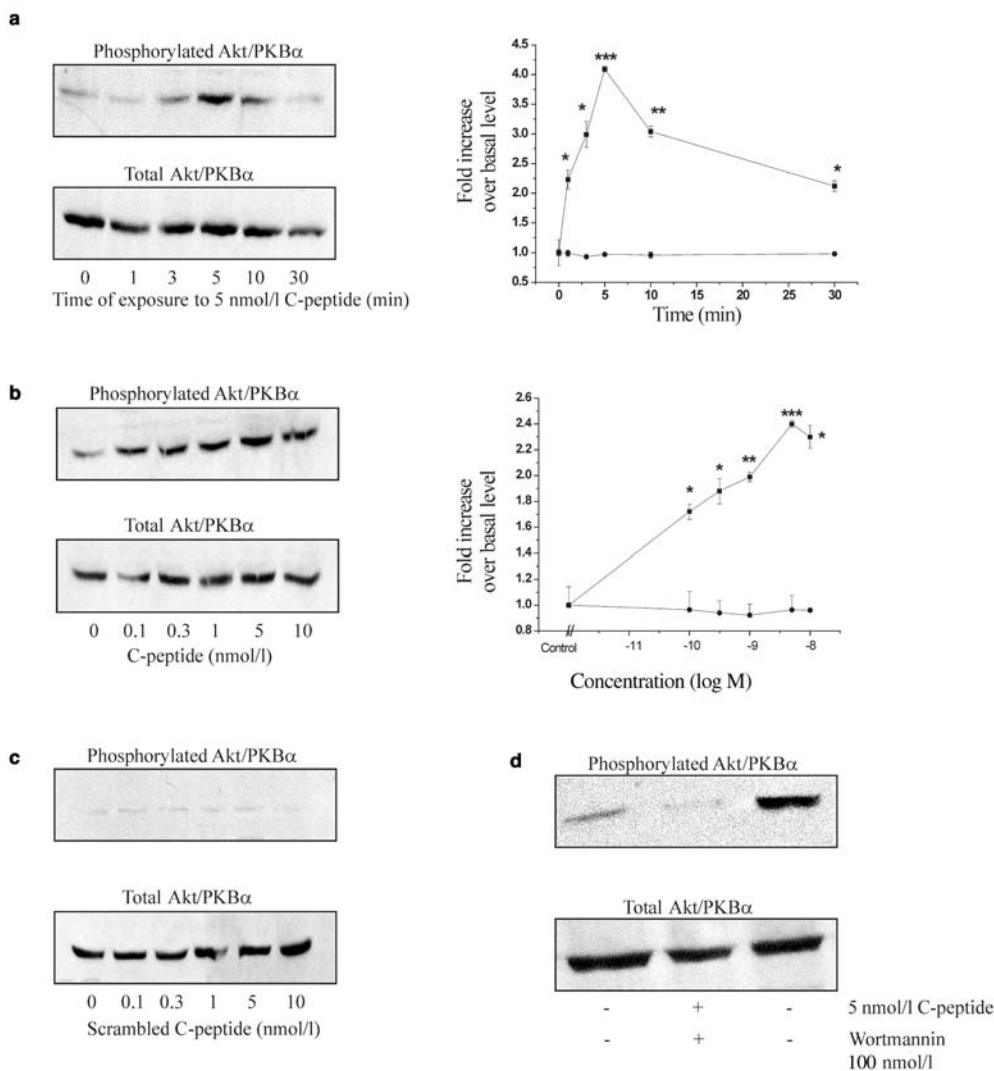 a
Phosphorylated Akt/PKBα
Total Akt/PKBα
0 1 3 5 10 30
Time of exposure to 5 nmol/l C-peptide (min)
Fold increase
over basal level
4.5
4.0
3.5
3.0
2.5
2.0
1.5
1.0
0.5
*
*
***
**
*
0 5 10 15 20 25 30
Time (min)
b
Phosphorylated Akt/PKBα
Total Akt/PKBα
0 0.1 0.3 1 5 10
C-peptide (nmol/l)
Fold increase
over basal level
2.6
2.4
2.2
2.0
1.8
1.6
1.4
1.2
1.0
0.8
*
*
**
***
*
Control -11 -10 -9 -8
Concentration (log M)
c
Phosphorylated Akt/PKBα
Total Akt/PKBα
0 0.1 0.3 1 5 10
Scrambled C-peptide (nmol/l)
d
Phosphorylated Akt/PKBα
Total Akt/PKBα
- + - 5 nmol/l C-peptide
- + - Wortmannin
100 nmol/l